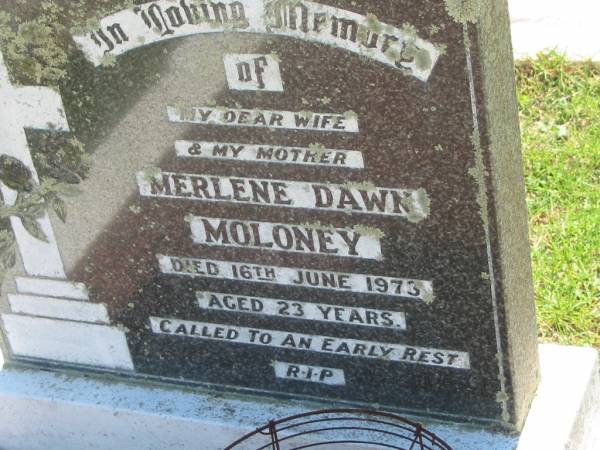 In Loving Memory
of
MY DEAR WIFE
& MY MOTHER
MERLENE DAWN
MOLONEY
DIED 16TH JUNE 1973
AGED 23 YEARS.
CALLED TO AN EARLY REST
R·I·P